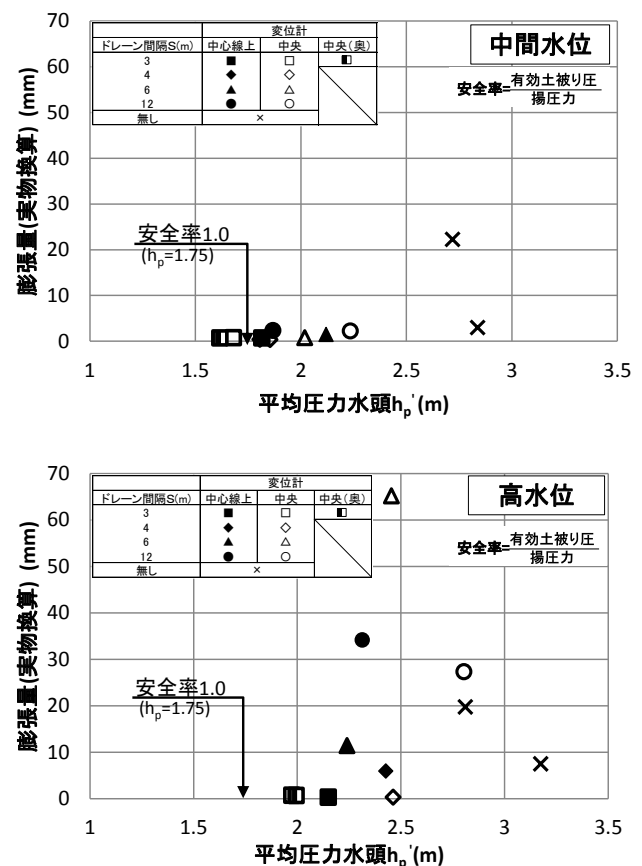 70
60
50
40
30
20
10
0
膨張量(実物換算) (mm)
変位計
ドレーン間隔S(m) 中心線上 中央 中央(奥)
3 ■ □ ◧
4 ◆ ◇
6 ▲ △
12 ● ○
無し ×
中間水位
安全率=有効土被り圧
揚圧力
安全率1.0
(hp=1.75)
1 1.5 2 2.5 3 3.5
平均圧力水頭hp'(m)
70
60
50
40
30
20
10
0
膨張量(実物換算) (mm)
変位計
ドレーン間隔S(m) 中心線上 中央 中央(奥)
3 ■ □ ◧
4 ◆ ◇
6 ▲ △
12 ● ○
無し ×
高水位
安全率=有効土被り圧
揚圧力
安全率1.0
(hp=1.75)
1 1.5 2 2.5 3 3.5
平均圧力水頭hp'(m)